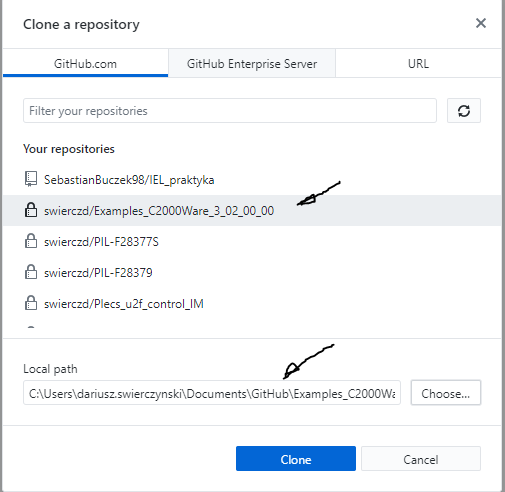 Clone a repository
GitHub.com
GitHub Enterprise Server
URL
Filter your repositories
Your repositories
SebastianBuczek98/IEL_praktyka
swierczd/Examples_C2000Ware_3_02_00_00
swierczd/PIL-F28377S
swierczd/PIL-F28379
swierczd/Plecs_u2f_control_IM
Local path
C:\Users\dariusz.swierczynski\Documents\GitHub\Examples_C2000Wa
Choose...
Clone
Cancel